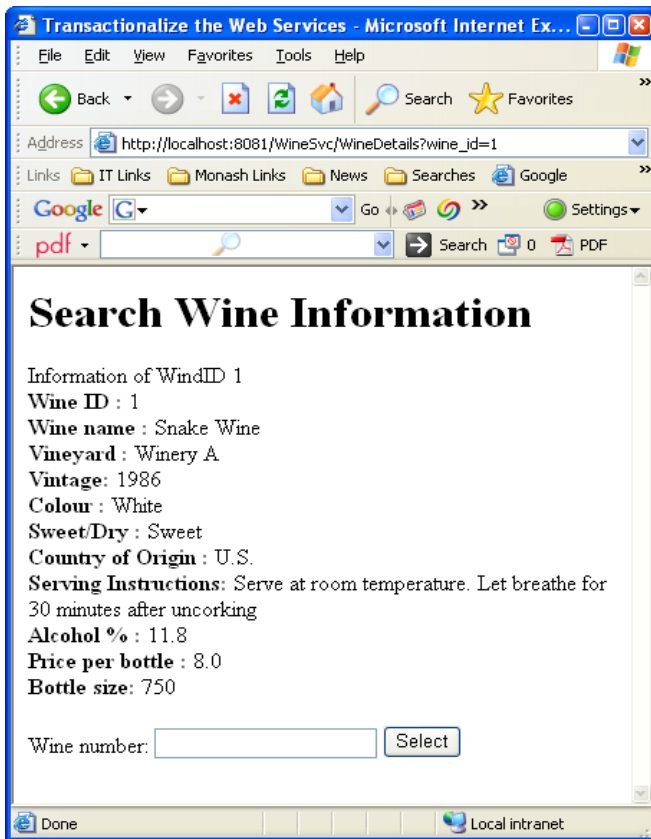 Transactionalize the Web Services - Microsoft Internet Ex...
File Edit View Favorites Tools Help
Back Search Favorites »
Address http://localhost:8081/WineSvc/WineDetails?wine_id=1
Links IT Links Monash Links News Searches Google »
Google G Go » Settings
pdf Search 0 PDF
Search Wine Information
Information of WindID 1
Wine ID : 1
Wine name : Snake Wine
Vineyard : Winery A
Vintage: 1986
Colour : White
Sweet/Dry : Sweet
Country of Origin : U.S.
Serving Instructions: Serve at room temperature. Let breathe for
30 minutes after uncorking
Alcohol % : 11.8
Price per bottle : 8.0
Bottle size: 750
Wine number: Select
Done Local intranet